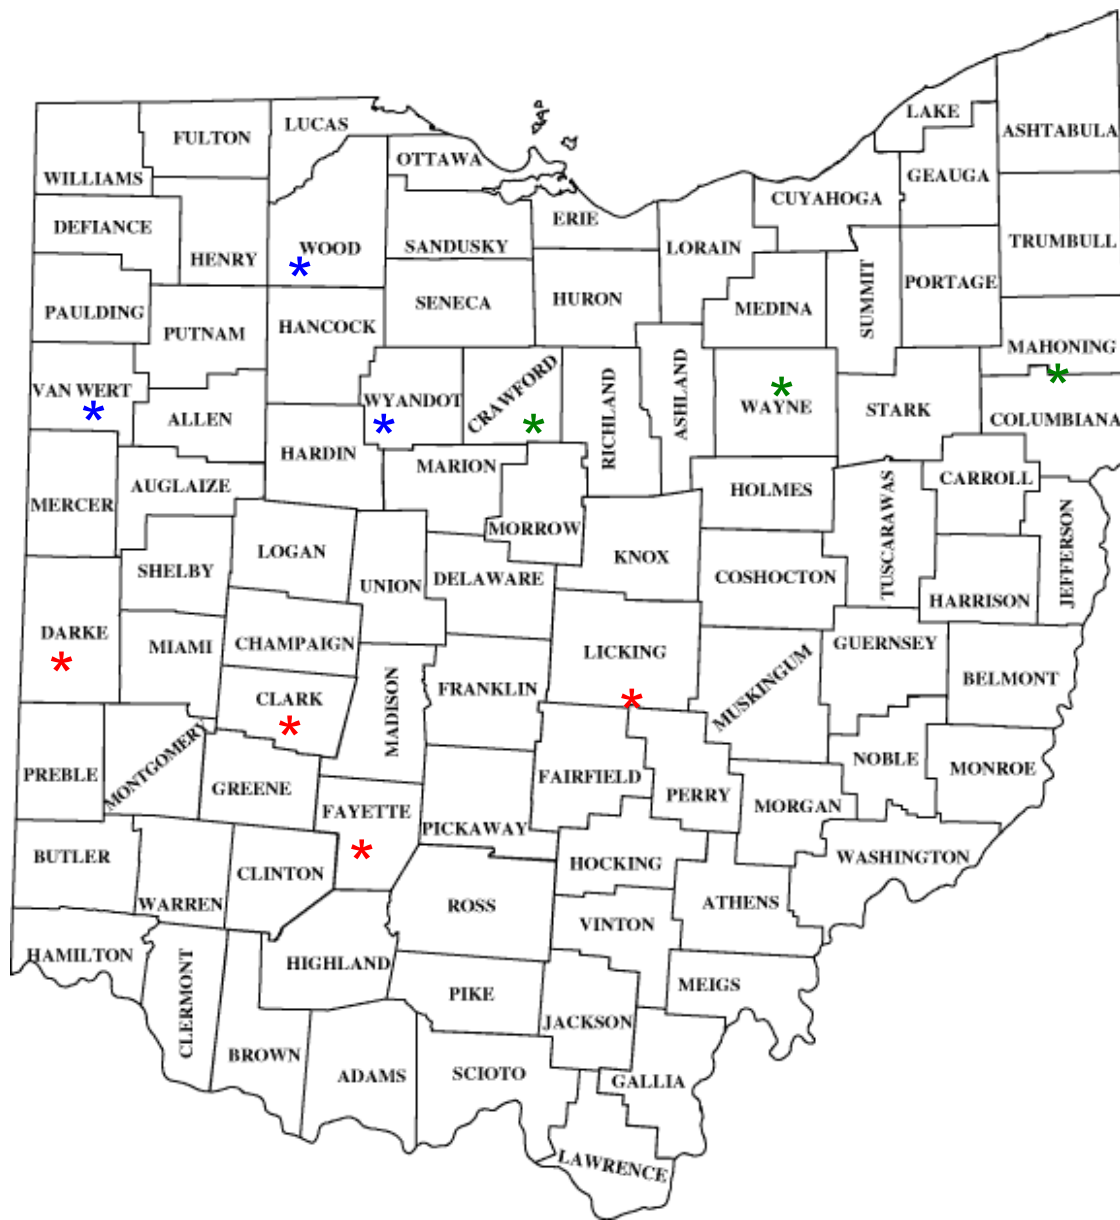 LAKE
ASHTABULA
LUCAS
FULTON
OTTAWA
GEAUGA
WILLIAMS
CUYAHOGA
ERIE
DEFIANCE
TRUMBULL
WOOD
SANDUSKY
LORAIN
HENRY
PORTAGE
SENECA
HURON
MEDINA
SUMMIT
PAULDING
PUTNAM
HANCOCK
MAHONING
VAN WERT
WYANDOT
CRAWFORD
RICHLAND
ASHLAND
WAYNE
STARK
COLUMBIANA
ALLEN
HARDIN
MARION
CARROLL
AUGLAIZE
HOLMES
MERCER
MORROW
TUSCARAWAS
JEFFERSON
LOGAN
KNOX
SHELBY
UNION
DELAWARE
COSHOCTON
HARRISON
DARKE
MIAMI
CHAMPAIGN
LICKING
GUERNSEY
MUSKINGUM
BELMONT
CLARK
MADISON
FRANKLIN
MONTGOMERY
PREBLE
GREENE
FAIRFIELD
NOBLE
MONROE
PERRY
MORGAN
FAYETTE
PICKAWAY
BUTLER
CLINTON
HOCKING
WASHINGTON
WARREN
ROSS
ATHENS
VINTON
HAMILTON
CLERMONT
HIGHLAND
PIKE
MEIGS
JACKSON
BROWN
ADAMS
SCIOTO
GALLIA
LAWRENCE